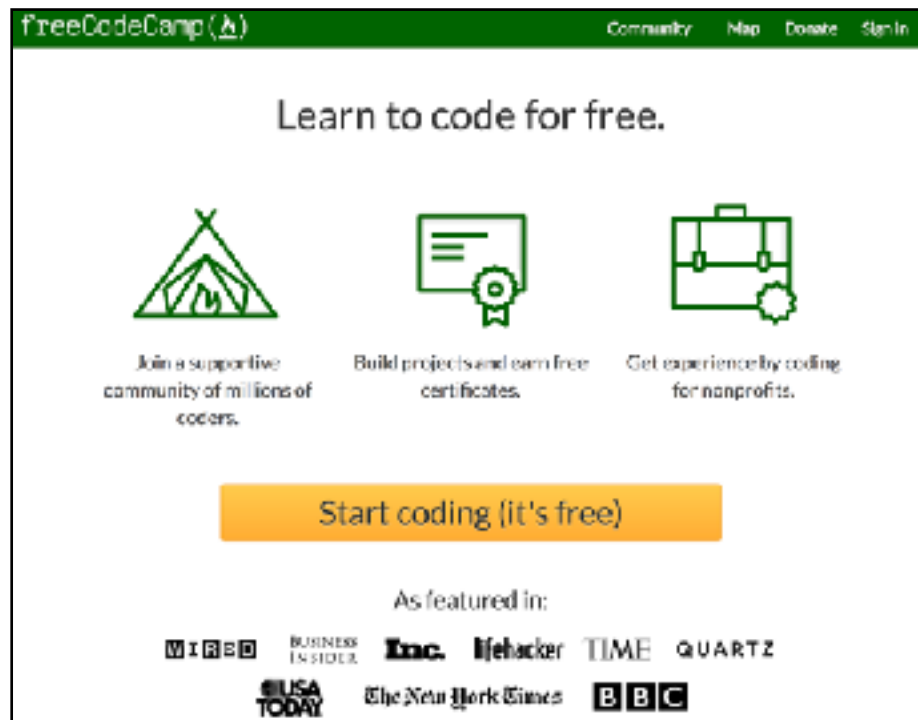 freeCodeCamp(🔥)
Community Map Donate Sign In
Learn to code for free.
Join a supportive
community of millions of
coders.
Build projects and earn free
certificates.
Get experience by coding
for nonprofits.
Start coding (it's free)
As featured in:
WIRED BUSINESS INSIDER Inc. lifehacker TIME QUARTZ
USA TODAY The New York Times BBC